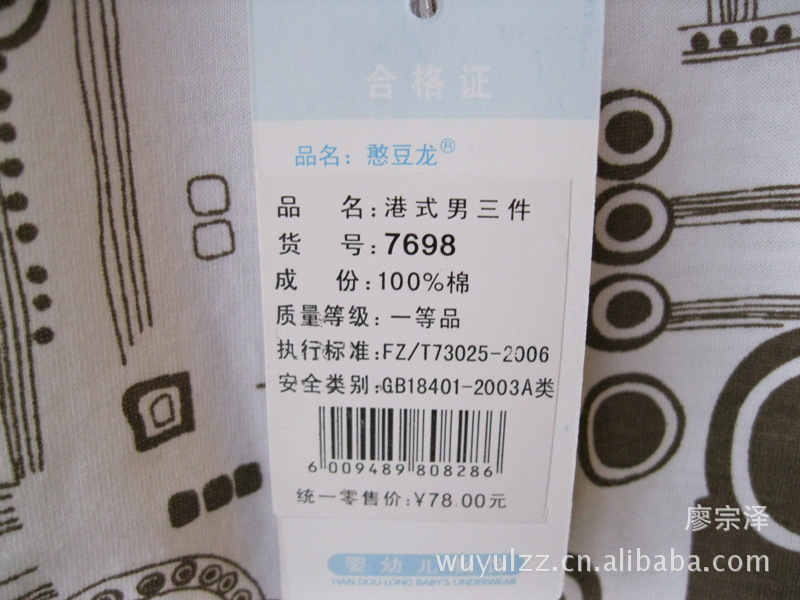 合格证
品名：憨豆龙®
品 名：港式男三件
货 号：7698
成 份：100%棉
质量等级：一等品
执行标准：FZ/T73025-2006
安全类别：GB18401-2003A类
6 009489 808286
统一零售价：¥78.00元
廖宗泽
婴幼儿
wuyulzz.cn.alibaba.com
HAN DOU LONG BABY'S UNDERWEAR